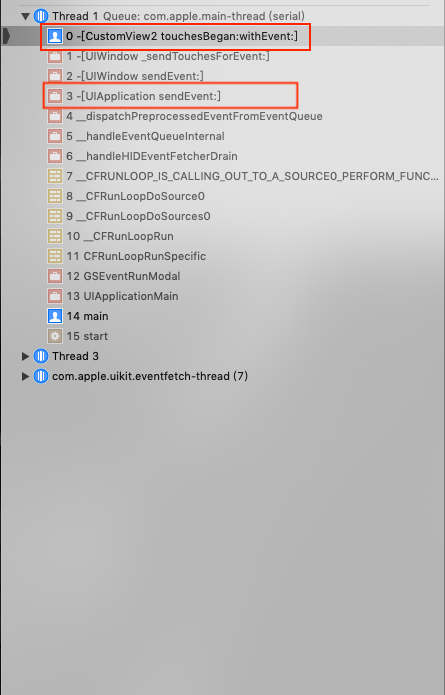 Thread 1 Queue: com.apple.main-thread (serial)
0 -[CustomView2 touchesBegan:withEvent:]
1 -[UIWindow _sendTouchesForEvent:]
2 -[UIWindow sendEvent:]
3 -[UIApplication sendEvent:]
4 __dispatchPreprocessedEventFromEventQueue
5 __handleEventQueueInternal
6 __handleHIDEventFetcherDrain
7 __CFRUNLOOP_IS_CALLING_OUT_TO_A_SOURCE0_PERFORM_FUNC...
8 __CFRunLoopDoSource0
9 __CFRunLoopDoSources0
10 __CFRunLoopRun
11 CFRunLoopRunSpecific
12 GSEventRunModal
13 UIApplicationMain
14 main
15 start
Thread 3
com.apple.uikit.eventfetch-thread (7)